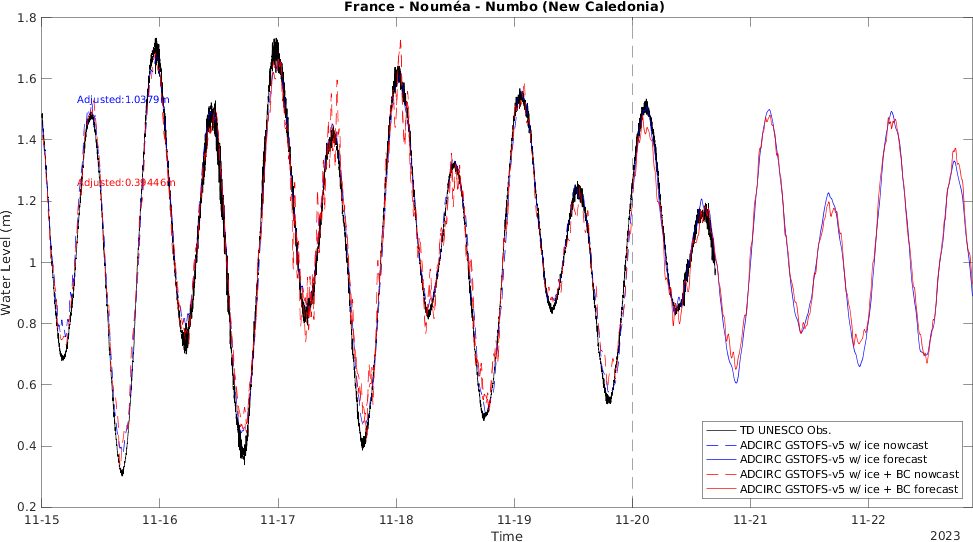 France - Nouméa - Numbo (New Caledonia)
1.8
1.6
1.4
1.2
1
0.8
0.6
0.4
0.2
Water Level (m)
Adjusted:1.0379m
Adjusted:0.39446m
TD UNESCO Obs.
ADCIRC GSTOFS-v5 w/ ice nowcast
ADCIRC GSTOFS-v5 w/ ice forecast
ADCIRC GSTOFS-v5 w/ ice + BC nowcast
ADCIRC GSTOFS-v5 w/ ice + BC forecast
11-15 11-16 11-17 11-18 11-19 11-20 11-21 11-22
Time
2023